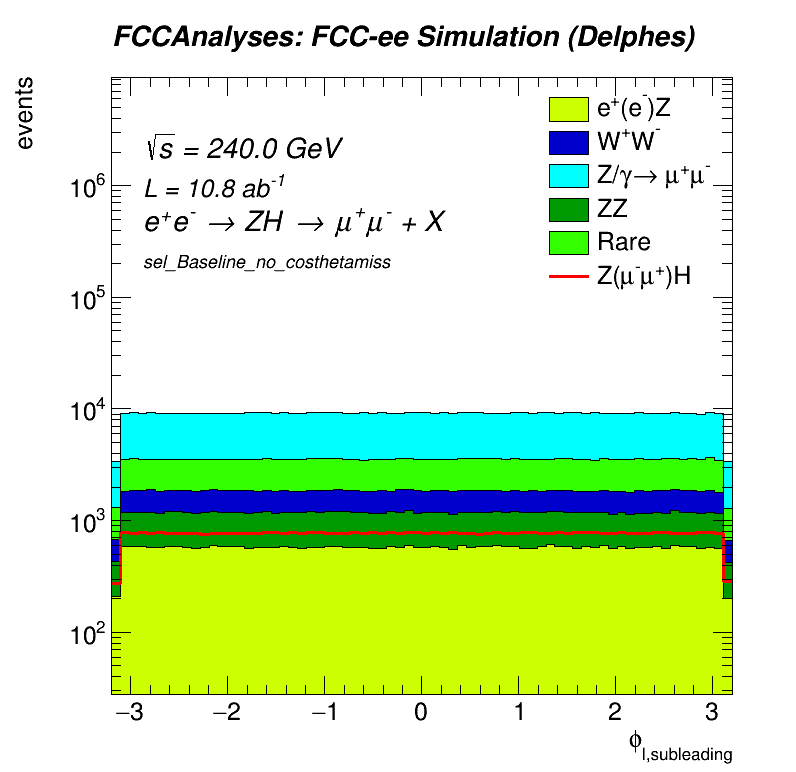 FCCAnalyses: FCC-ee Simulation (Delphes)
events
√s = 240.0 GeV
L = 10.8 ab⁻¹
e⁺e⁻ → ZH → μ⁺μ⁻ + X
sel_Baseline_no_costhetamiss
e⁺(e⁻)Z
W⁺W⁻
Z/γ→ μ⁺μ⁻
ZZ
Rare
Z(μ⁻μ⁺)H
10⁶
10⁵
10⁴
10³
10²
−3 −2 −1 0 1 2 3
ϕ_l,subleading